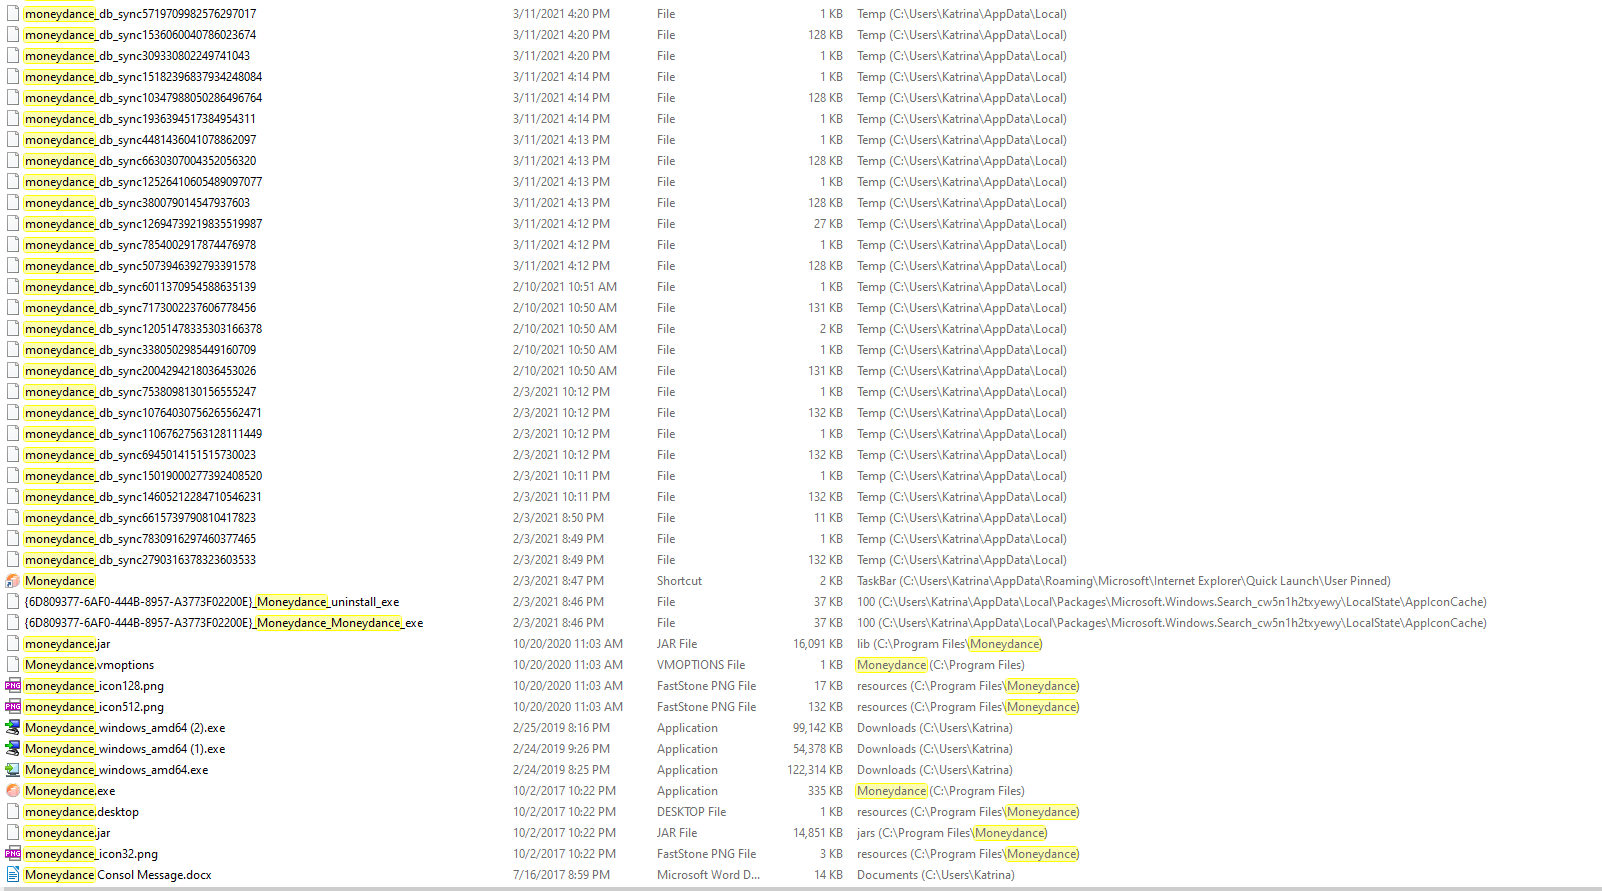 moneydance_db_sync5719709982576297017 3/11/2021 4:20 PM File 1 KB Temp (C:\Users\Katrina\AppData\Local)
moneydance_db_sync1536060040786023674 3/11/2021 4:20 PM File 128 KB Temp (C:\Users\Katrina\AppData\Local)
moneydance_db_sync309330802249741043 3/11/2021 4:20 PM File 1 KB Temp (C:\Users\Katrina\AppData\Local)
moneydance_db_sync15182396837934248084 3/11/2021 4:14 PM File 1 KB Temp (C:\Users\Katrina\AppData\Local)
moneydance_db_sync10347988050286496764 3/11/2021 4:14 PM File 128 KB Temp (C:\Users\Katrina\AppData\Local)
moneydance_db_sync1936394517384954311 3/11/2021 4:14 PM File 1 KB Temp (C:\Users\Katrina\AppData\Local)
moneydance_db_sync4481436041078862097 3/11/2021 4:13 PM File 1 KB Temp (C:\Users\Katrina\AppData\Local)
moneydance_db_sync6630307004352056320 3/11/2021 4:13 PM File 128 KB Temp (C:\Users\Katrina\AppData\Local)
moneydance_db_sync12526410605489097077 3/11/2021 4:13 PM File 1 KB Temp (C:\Users\Katrina\AppData\Local)
moneydance_db_sync380079014547937603 3/11/2021 4:13 PM File 128 KB Temp (C:\Users\Katrina\AppData\Local)
moneydance_db_sync12694739219835519987 3/11/2021 4:12 PM File 27 KB Temp (C:\Users\Katrina\AppData\Local)
moneydance_db_sync7854002917874476978 3/11/2021 4:12 PM File 1 KB Temp (C:\Users\Katrina\AppData\Local)
moneydance_db_sync5073946392793391578 3/11/2021 4:12 PM File 128 KB Temp (C:\Users\Katrina\AppData\Local)
moneydance_db_sync6011370954588635139 2/10/2021 10:51 AM File 1 KB Temp (C:\Users\Katrina\AppData\Local)
moneydance_db_sync7173002237606778456 2/10/2021 10:50 AM File 131 KB Temp (C:\Users\Katrina\AppData\Local)
moneydance_db_sync12051478335303166378 2/10/2021 10:50 AM File 2 KB Temp (C:\Users\Katrina\AppData\Local)
moneydance_db_sync3380502985449160709 2/10/2021 10:50 AM File 1 KB Temp (C:\Users\Katrina\AppData\Local)
moneydance_db_sync2004294218036453026 2/10/2021 10:50 AM File 131 KB Temp (C:\Users\Katrina\AppData\Local)
moneydance_db_sync7538098130156555247 2/3/2021 10:12 PM File 1 KB Temp (C:\Users\Katrina\AppData\Local)
moneydance_db_sync10764030756265562471 2/3/2021 10:12 PM File 132 KB Temp (C:\Users\Katrina\AppData\Local)
moneydance_db_sync11067627563128111449 2/3/2021 10:12 PM File 1 KB Temp (C:\Users\Katrina\AppData\Local)
moneydance_db_sync6945014151515730023 2/3/2021 10:12 PM File 132 KB Temp (C:\Users\Katrina\AppData\Local)
moneydance_db_sync15019000277392408520 2/3/2021 10:11 PM File 1 KB Temp (C:\Users\Katrina\AppData\Local)
moneydance_db_sync14605212284710546231 2/3/2021 10:11 PM File 132 KB Temp (C:\Users\Katrina\AppData\Local)
moneydance_db_sync6615739790810417823 2/3/2021 8:50 PM File 11 KB Temp (C:\Users\Katrina\AppData\Local)
moneydance_db_sync7830916297460377465 2/3/2021 8:49 PM File 1 KB Temp (C:\Users\Katrina\AppData\Local)
moneydance_db_sync2790316378323603533 2/3/2021 8:49 PM File 132 KB Temp (C:\Users\Katrina\AppData\Local)
Moneydance 2/3/2021 8:47 PM Shortcut 2 KB TaskBar (C:\Users\Katrina\AppData\Roaming\Microsoft\Internet Explorer\Quick Launch\User Pinned)
{6D809377-6AF0-444B-8957-A3773F02200E}_Moneydance_uninstall_exe 2/3/2021 8:46 PM File 37 KB 100 (C:\Users\Katrina\AppData\Local\Packages\Microsoft.Windows.Search_cw5n1h2txyewy\LocalState\AppIconCache)
{6D809377-6AF0-444B-8957-A3773F02200E}_Moneydance_Moneydance_exe 2/3/2021 8:46 PM File 37 KB 100 (C:\Users\Katrina\AppData\Local\Packages\Microsoft.Windows.Search_cw5n1h2txyewy\LocalState\AppIconCache)
moneydance.jar 10/20/2020 11:03 AM JAR File 16,091 KB lib (C:\Program Files\Moneydance)
Moneydance.vmoptions 10/20/2020 11:03 AM VMOPTIONS File 1 KB Moneydance (C:\Program Files)
PNG moneydance_icon128.png 10/20/2020 11:03 AM FastStone PNG File 17 KB resources (C:\Program Files\Moneydance)
PNG moneydance_icon512.png 10/20/2020 11:03 AM FastStone PNG File 132 KB resources (C:\Program Files\Moneydance)
Moneydance_windows_amd64 (2).exe 2/25/2019 8:16 PM Application 99,142 KB Downloads (C:\Users\Katrina)
Moneydance_windows_amd64 (1).exe 2/24/2019 9:26 PM Application 54,378 KB Downloads (C:\Users\Katrina)
Moneydance_windows_amd64.exe 2/24/2019 8:25 PM Application 122,314 KB Downloads (C:\Users\Katrina)
Moneydance.exe 10/2/2017 10:22 PM Application 335 KB Moneydance (C:\Program Files)
moneydance.desktop 10/2/2017 10:22 PM DESKTOP File 1 KB resources (C:\Program Files\Moneydance)
moneydance.jar 10/2/2017 10:22 PM JAR File 14,851 KB jars (C:\Program Files\Moneydance)
PNG moneydance_icon32.png 10/2/2017 10:22 PM FastStone PNG File 3 KB resources (C:\Program Files\Moneydance)
Moneydance Consol Message.docx 7/16/2017 8:59 PM Microsoft Word D... 14 KB Documents (C:\Users\Katrina)